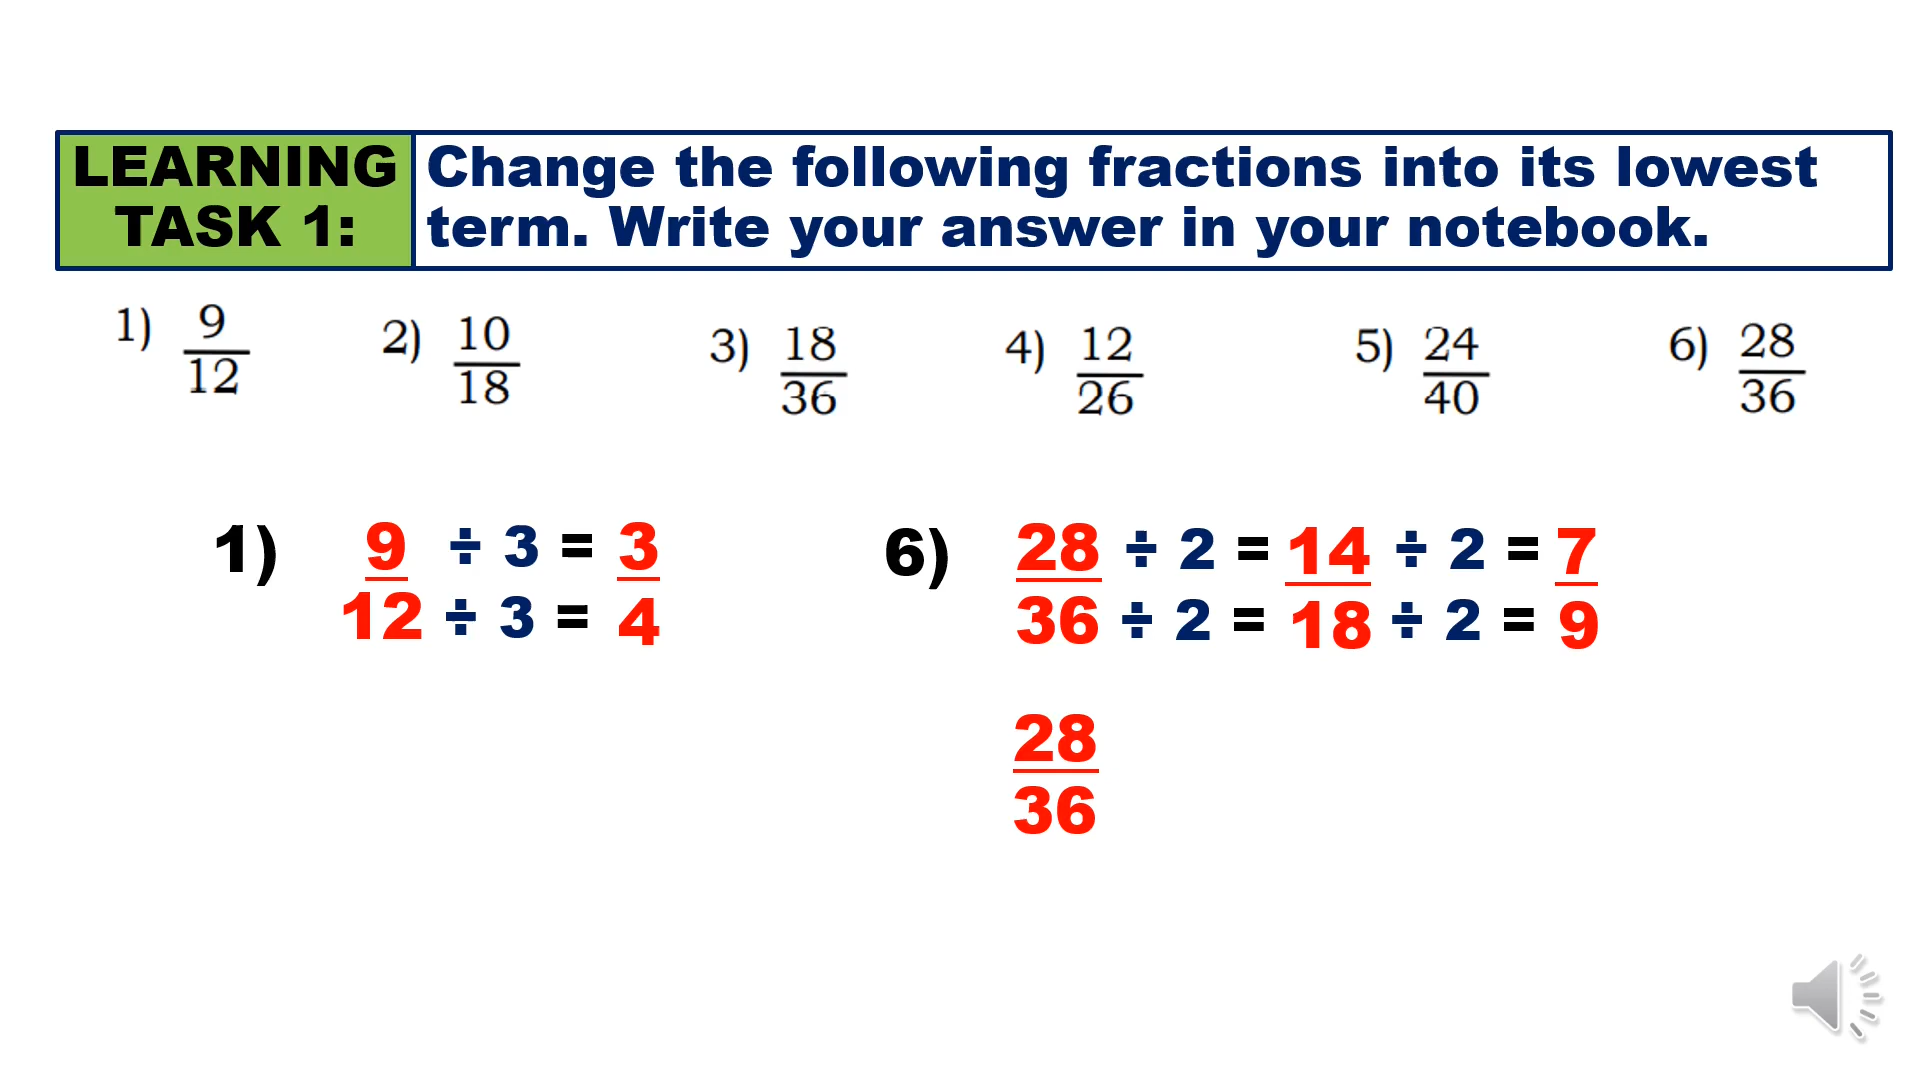 LEARNING
TASK 1:
Change the following fractions into its lowest
term. Write your answer in your notebook.
1) 9/12
2) 10/18
3) 18/36
4) 12/26
5) 24/40
6) 28/36
1) 9 ÷ 3 = 3
12 ÷ 3 = 4
6) 28 ÷ 2 = 14 ÷ 2 = 7
36 ÷ 2 = 18 ÷ 2 = 9
28
36